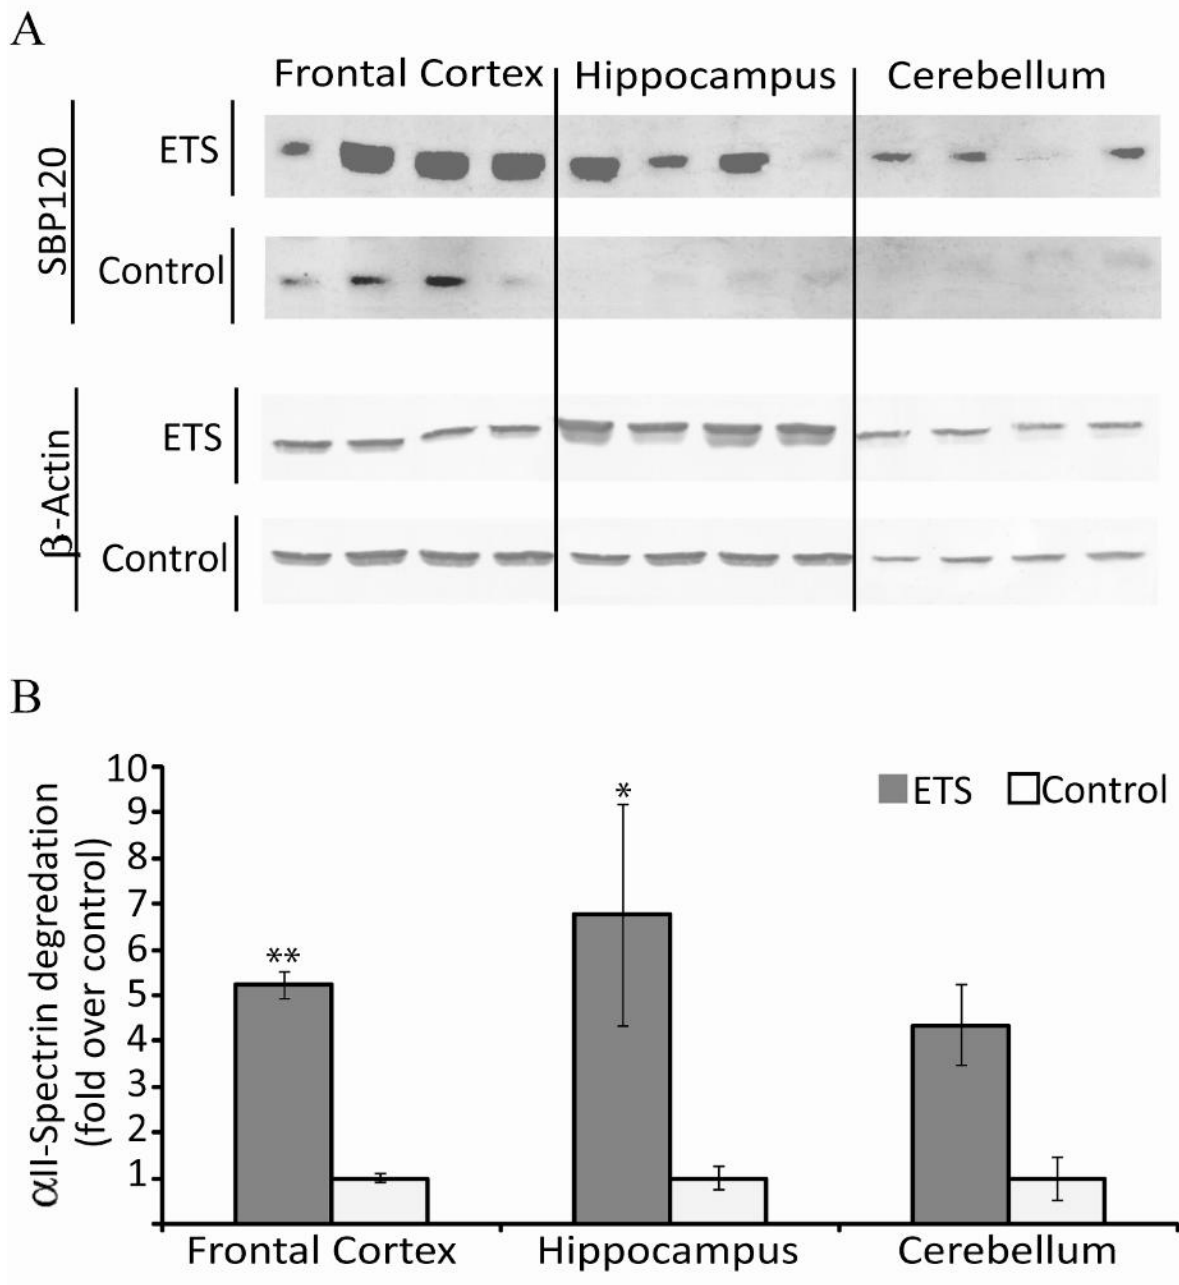 A
Frontal Cortex Hippocampus Cerebellum
SBP120
ETS
Control
β-Actin
ETS
Control
B
αII-Spectrin degredation
(fold over control)
10
9
8
7
6
5
4
3
2
1
**
*
ETS Control
Frontal Cortex Hippocampus Cerebellum